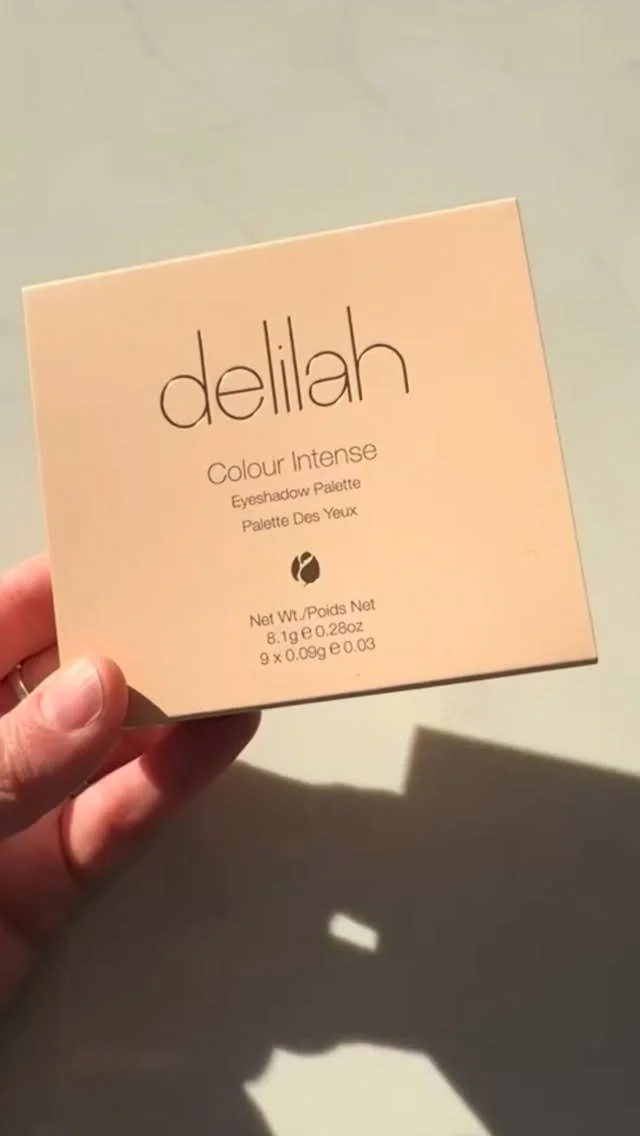 delilah
Colour Intense
Eyeshadow Palette
Palette Des Yeux
Net Wt./Poids Net
8.1g e 0.28oz
9 x 0.09g e 0.03